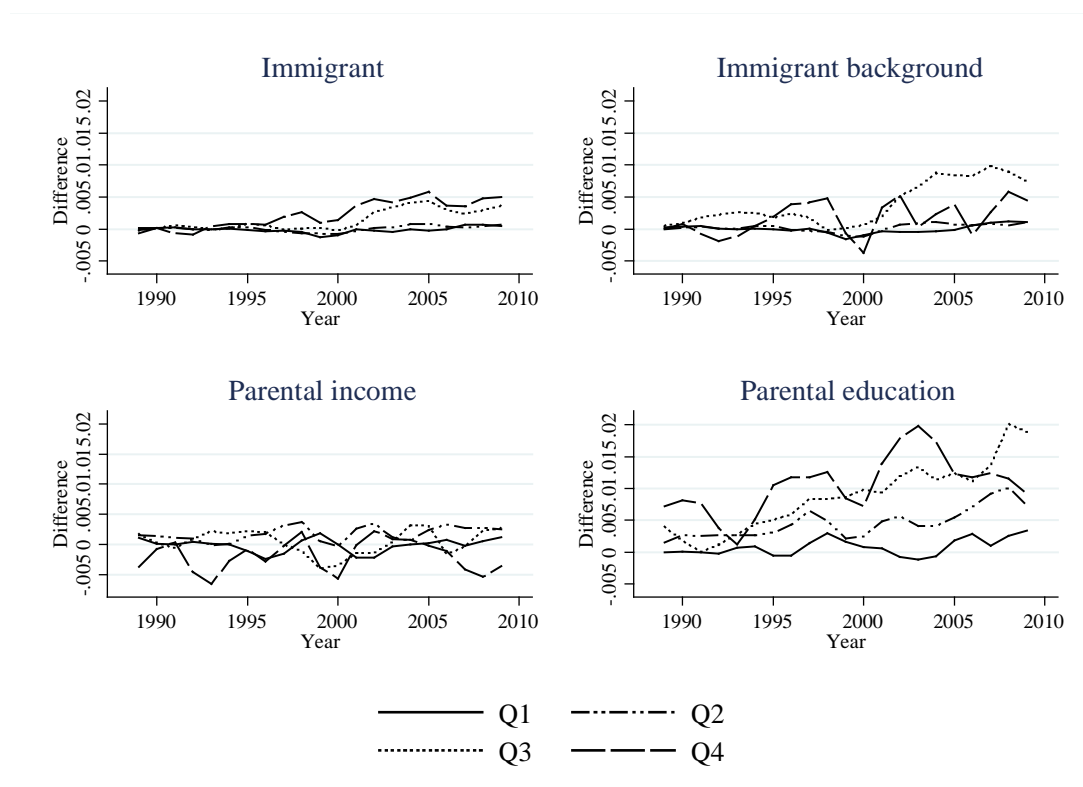 Immigrant
Difference
-.005 0 .005 .01 .015 .02
1990 1995 2000 2005 2010
Year
Immigrant background
Difference
-.005 0 .005 .01 .015 .02
1990 1995 2000 2005 2010
Year
Parental income
Difference
-.005 0 .005 .01 .015 .02
1990 1995 2000 2005 2010
Year
Parental education
Difference
-.005 0 .005 .01 .015 .02
1990 1995 2000 2005 2010
Year
Q1 Q2
Q3 Q4